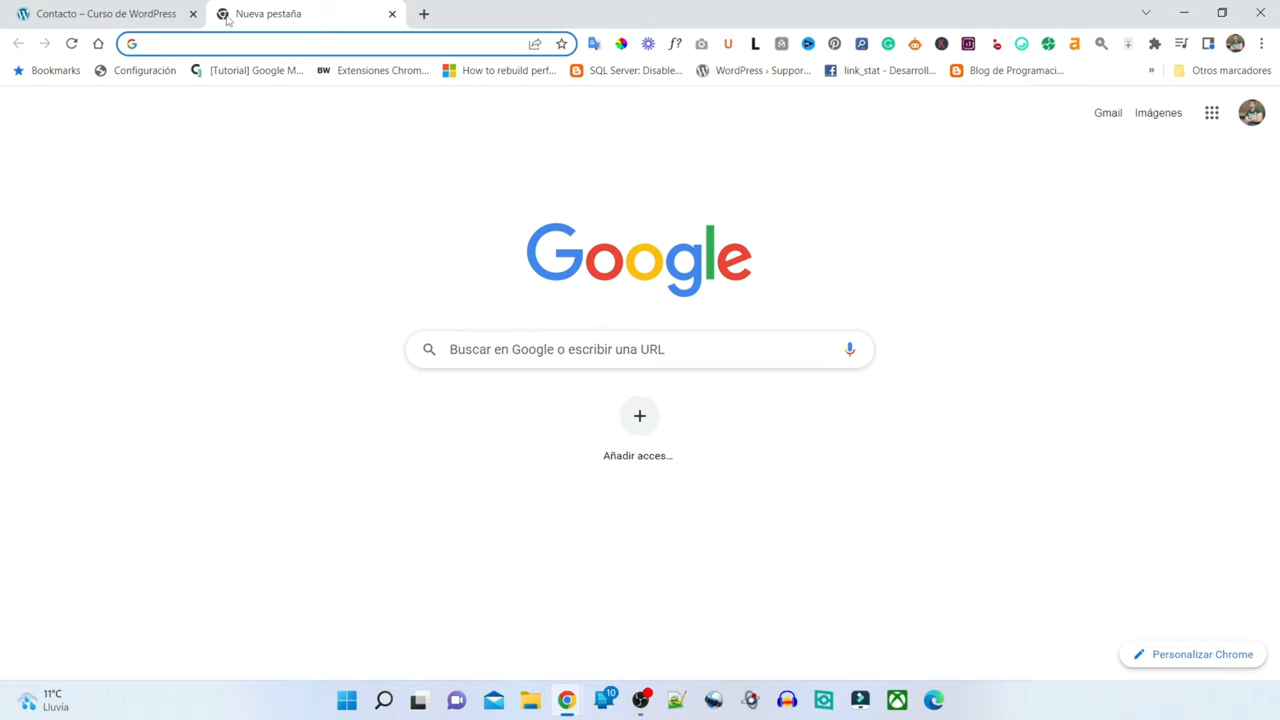 Contacto – Curso de WordPress
Nueva pestaña
Bookmarks
Configuración
[Tutorial] Google M...
BW Extensiones Chrom...
How to rebuild perf...
SQL Server: Disable...
WordPress › Suppor...
link_stat - Desarroll...
Blog de Programaci...
»
Otros marcadores
Gmail
Imágenes
Google
Buscar en Google o escribir una URL
Añadir acces...
Personalizar Chrome
11°C
Lluvia
10